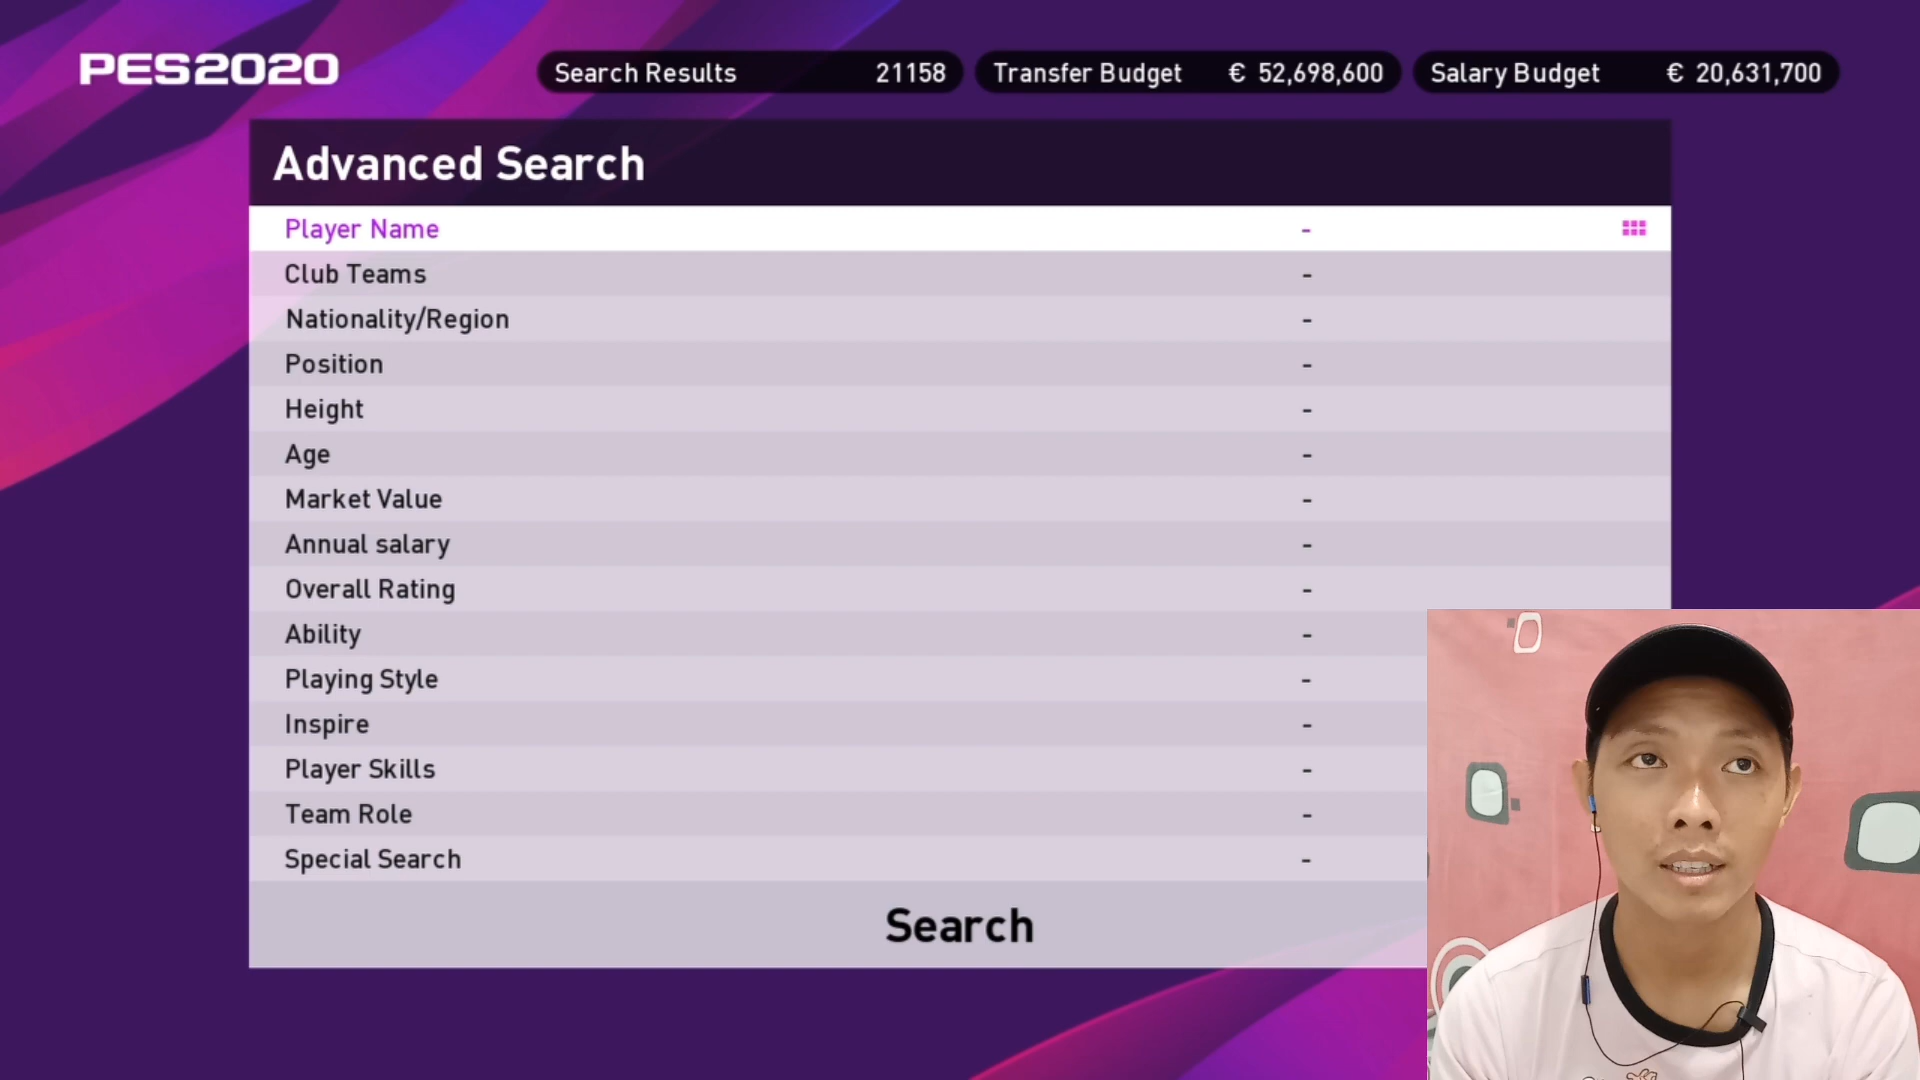 PES2020
Search Results 21158
Transfer Budget € 52,698,600
Salary Budget € 20,631,700
Advanced Search
Player Name -
Club Teams -
Nationality/Region -
Position -
Height -
Age -
Market Value -
Annual salary -
Overall Rating -
Ability -
Playing Style -
Inspire -
Player Skills -
Team Role -
Special Search -
Search